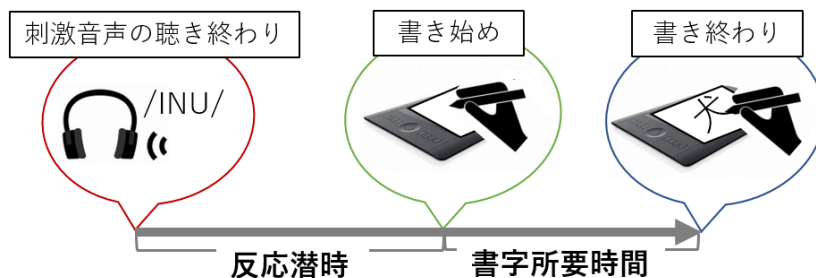 刺激音声の聴き終わり
書き始め
書き終わり
/INU/
犬
反応潜時
書字所要時間